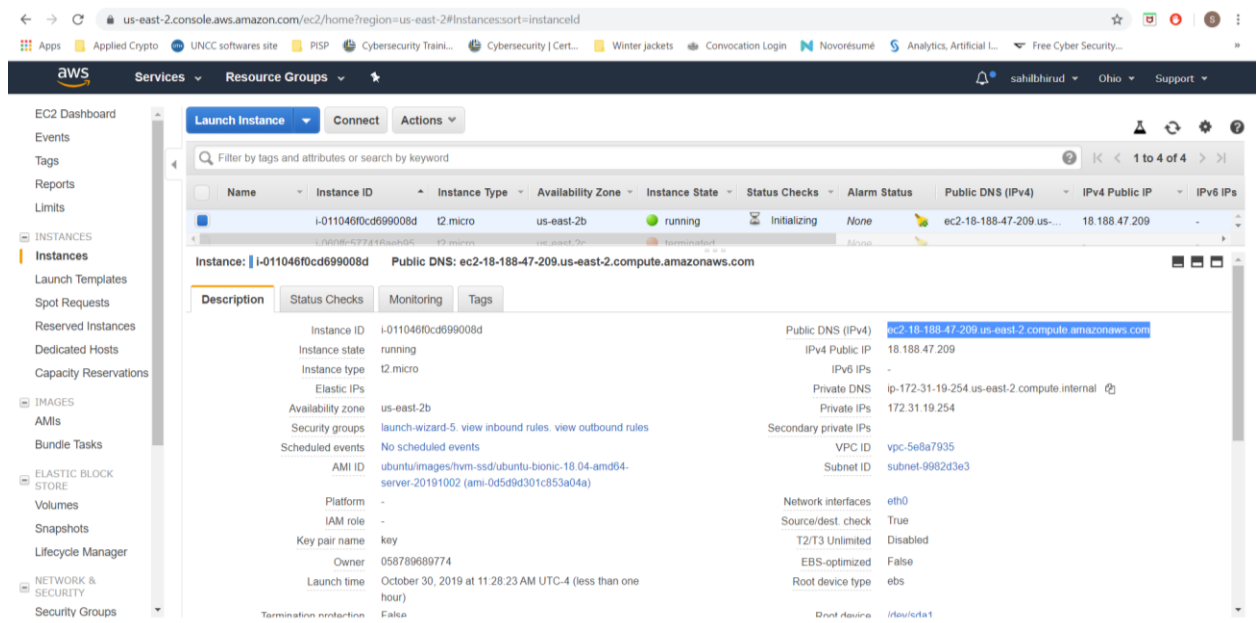 us-east-2.console.aws.amazon.com/ec2/home?region=us-east-2#Instances:sort=instanceId
S
Apps Applied Crypto UNCC softwares site PISP Cybersecurity Traini... Cybersecurity | Cert... Winter jackets Convocation Login Novorésumé Analytics, Artificial I... Free Cyber Security... »
aws Services Resource Groups sahilbhirud Ohio Support
EC2 Dashboard
Events
Tags
Reports
Limits
INSTANCES
Instances
Launch Templates
Spot Requests
Reserved Instances
Dedicated Hosts
Capacity Reservations
IMAGES
AMIs
Bundle Tasks
ELASTIC BLOCK
STORE
Volumes
Snapshots
Lifecycle Manager
NETWORK &
SECURITY
Security Groups
Launch Instance Connect Actions
Filter by tags and attributes or search by keyword 1 to 4 of 4
Name Instance ID Instance Type Availability Zone Instance State Status Checks Alarm Status Public DNS (IPv4) IPv4 Public IP IPv6 IPs
i-011046f0cd699008d t2.micro us-east-2b running Initializing None ec2-18-188-47-209.us-... 18.188.47.209 -
t2.micro us-east-2c terminated None
Instance: i-011046f0cd699008d Public DNS: ec2-18-188-47-209.us-east-2.compute.amazonaws.com
Description Status Checks Monitoring Tags
Instance ID i-011046f0cd699008d Public DNS (IPv4) ec2-18-188-47-209.us-east-2.compute.amazonaws.com
Instance state running IPv4 Public IP 18.188.47.209
Instance type t2.micro IPv6 IPs -
Elastic IPs Private DNS ip-172-31-19-254.us-east-2.compute.internal
Availability zone us-east-2b Private IPs 172.31.19.254
Security groups launch-wizard-5. view inbound rules. view outbound rules Secondary private IPs
Scheduled events No scheduled events VPC ID vpc-5e8a7935
AMI ID ubuntu/images/hvm-ssd/ubuntu-bionic-18.04-amd64- Subnet ID subnet-9982d3e3
server-20191002 (ami-0d5d9d301c853a04a)
Platform - Network interfaces eth0
IAM role - Source/dest. check True
Key pair name key T2/T3 Unlimited Disabled
Owner 058789689774 EBS-optimized False
Launch time October 30, 2019 at 11:28:23 AM UTC-4 (less than one Root device type ebs
hour)
Termination protection False Root device /dev/sda1